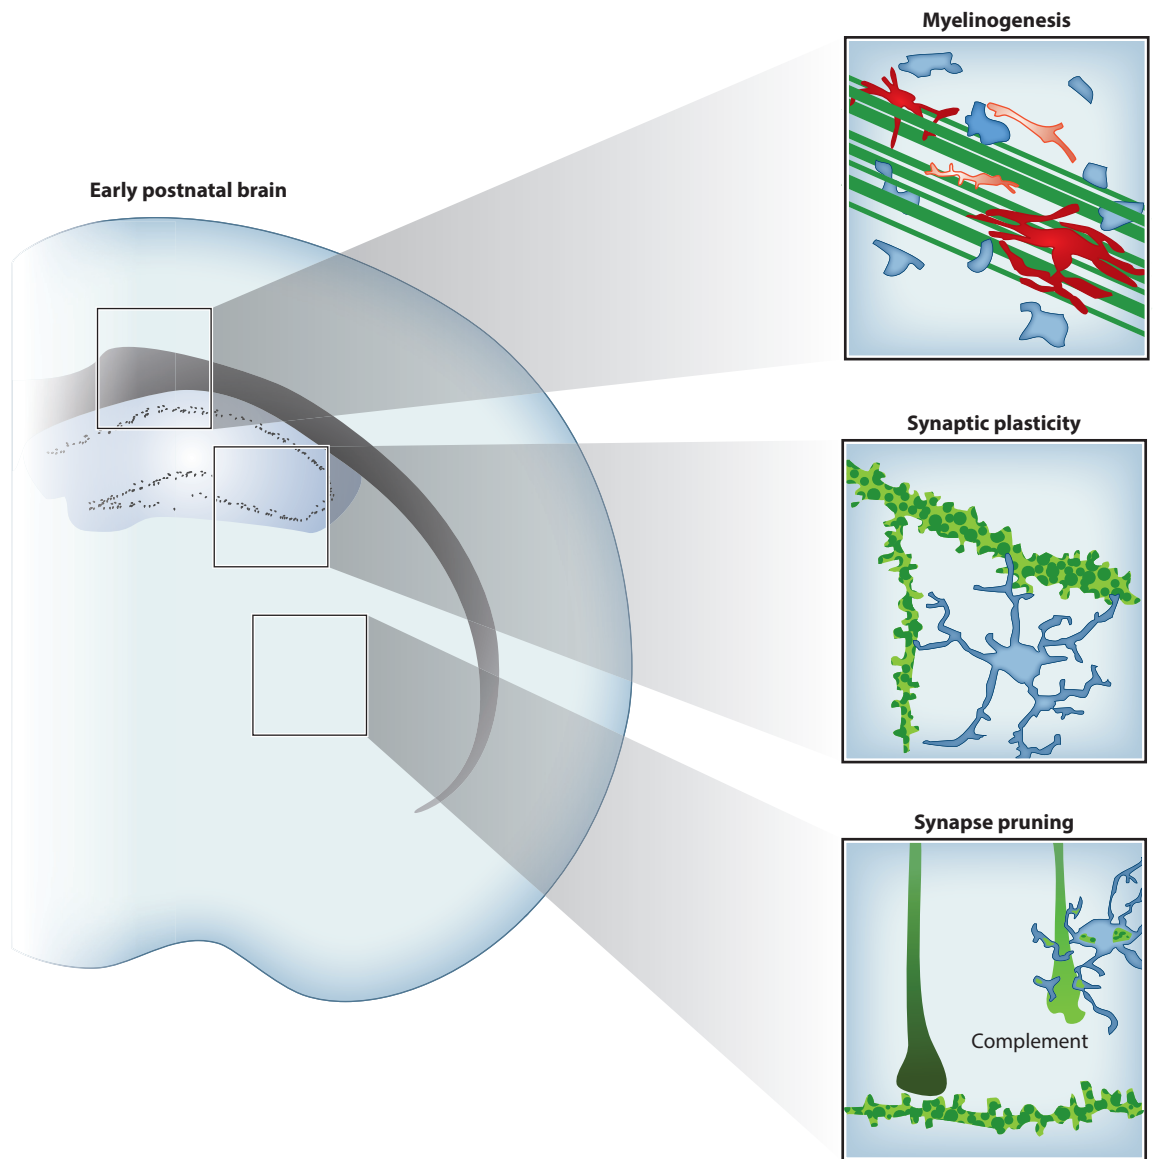 Myelinogenesis
Early postnatal brain
Synaptic plasticity
Synapse pruning
Complement